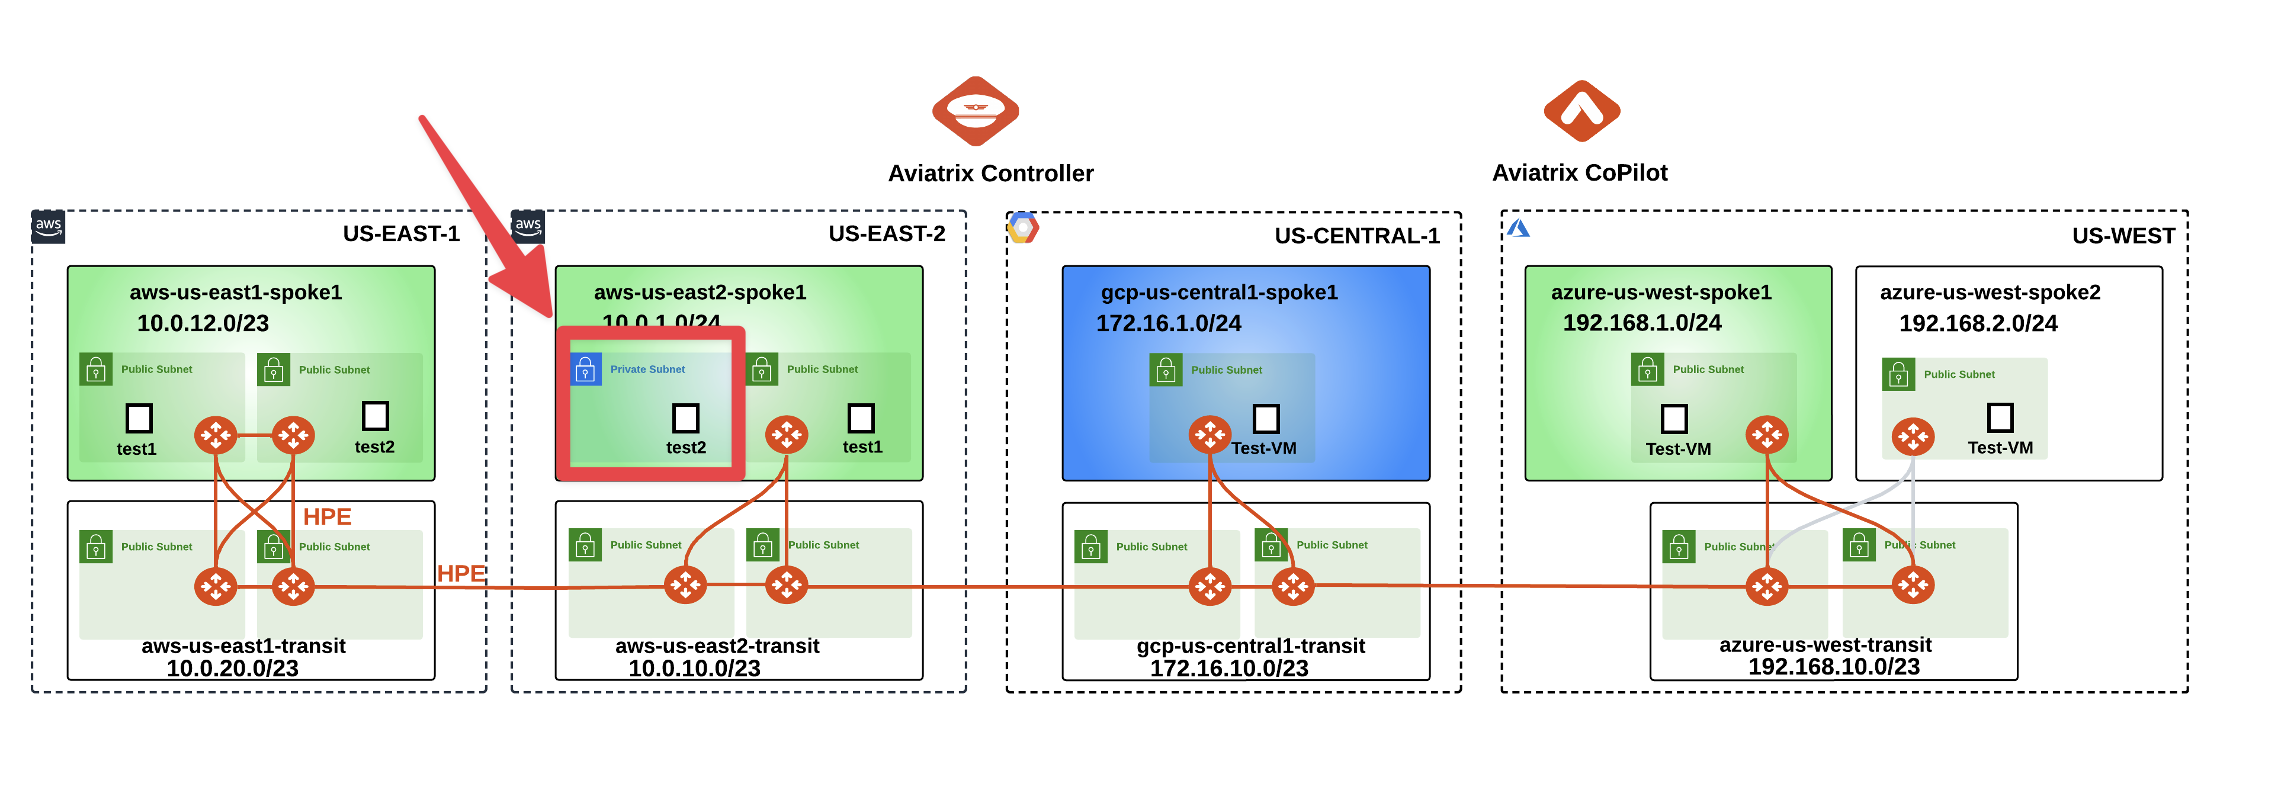 Aviatrix Controller
Aviatrix CoPilot
aws
US-EAST-1
aws-us-east1-spoke1
10.0.12.0/23
Public Subnet
Public Subnet
test1
test2
HPE
Public Subnet
Public Subnet
aws-us-east1-transit
10.0.20.0/23
HPE
aws
US-EAST-2
aws-us-east2-spoke1
10.0.1.0/24
Private Subnet
Public Subnet
test2
test1
Public Subnet
Public Subnet
aws-us-east2-transit
10.0.10.0/23
US-CENTRAL-1
gcp-us-central1-spoke1
172.16.1.0/24
Public Subnet
Test-VM
Public Subnet
Public Subnet
gcp-us-central1-transit
172.16.10.0/23
US-WEST
azure-us-west-spoke1
192.168.1.0/24
Public Subnet
Test-VM
azure-us-west-spoke2
192.168.2.0/24
Public Subnet
Test-VM
Public Subnet
Public Subnet
azure-us-west-transit
192.168.10.0/23